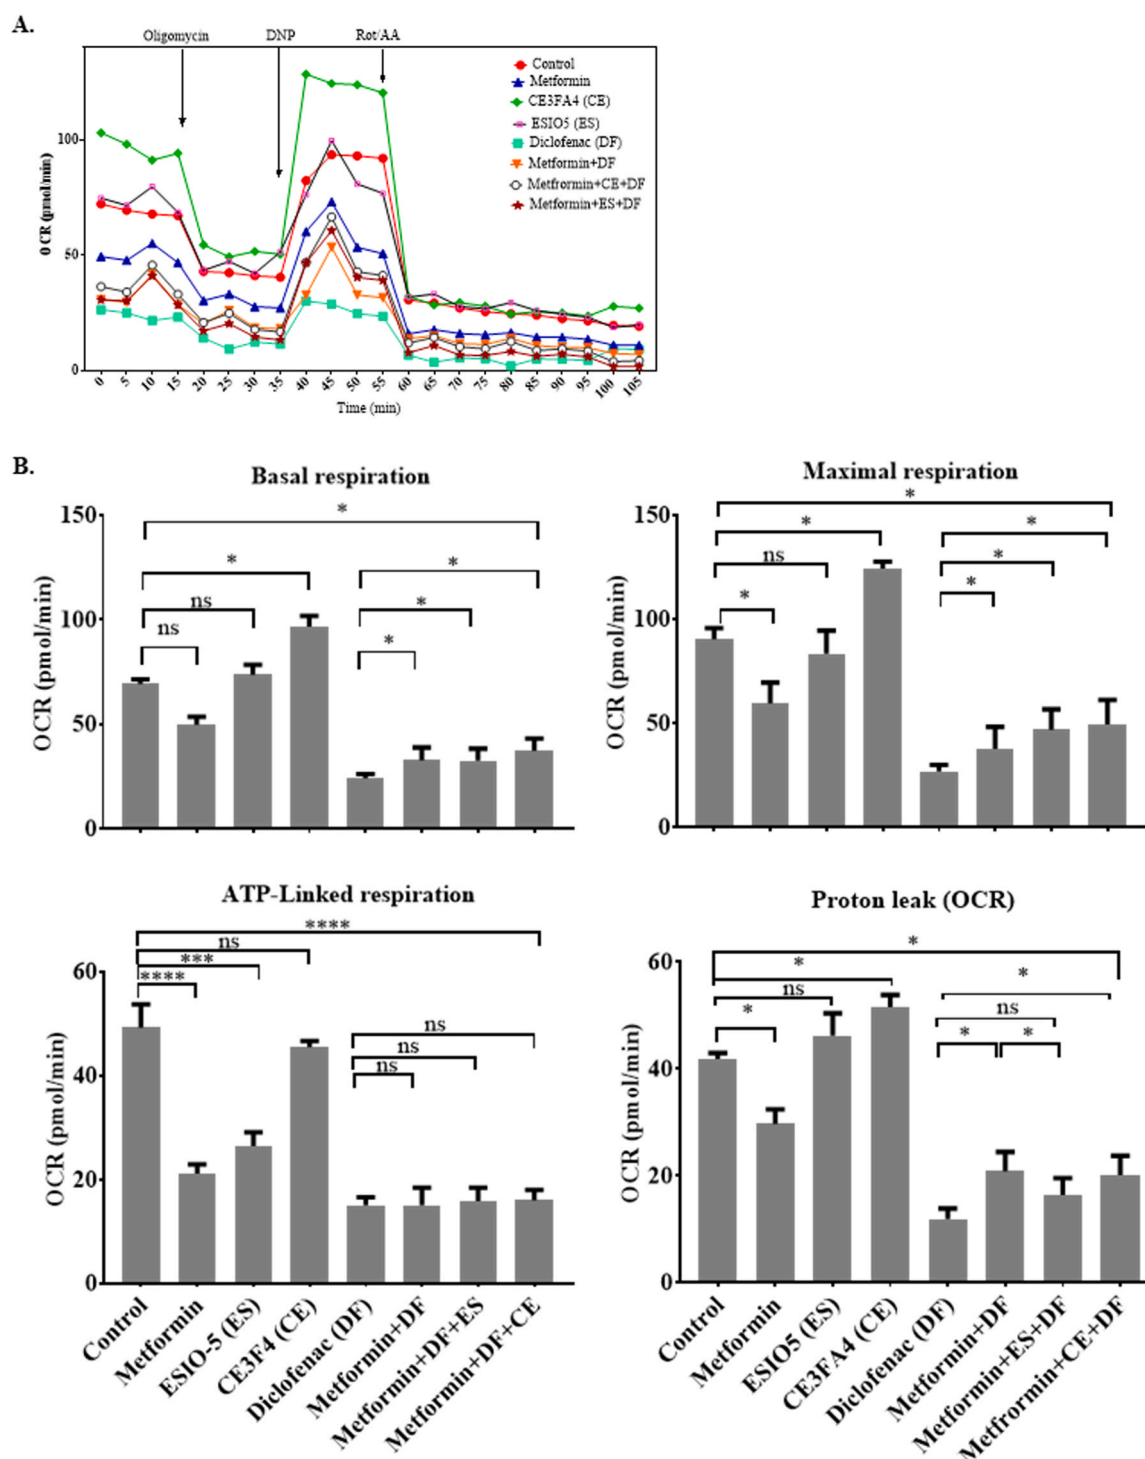 A.
Oligomycin DNP Rot/AA
Control
Metformin
CE3FA4 (CE)
ESIO5 (ES)
Diclofenac (DF)
Metformin+DF
Metfrormin+CE+DF
Metformin+ES+DF
OCR (pmol/min)
100
50
0
0 5 10 15 20 25 30 35 40 45 50 55 60 65 70 75 80 85 90 95 100 105
Time (min)
B.
Basal respiration
OCR (pmol/min)
150
100
50
0
*
*
ns
ns
*
*
*
Maximal respiration
OCR (pmol/min)
150
100
50
0
*
*
ns
*
*
*
*
ATP-Linked respiration
OCR (pmol/min)
60
40
20
0
****
ns
***
****
ns
ns
ns
Control
Metformin
ESIO-5 (ES)
CE3F4 (CE)
Diclofenac (DF)
Metformin+DF
Metformin+DF+ES
Metformin+DF+CE
Proton leak (OCR)
OCR (pmol/min)
60
40
20
0
*
*
ns
*
*
ns
* *
Control
Metformin
ESIO5 (ES)
CE3FA4 (CE)
Diclofenac (DF)
Metformin+DF
Metformin+ES+DF
Metfrormin+CE+DF